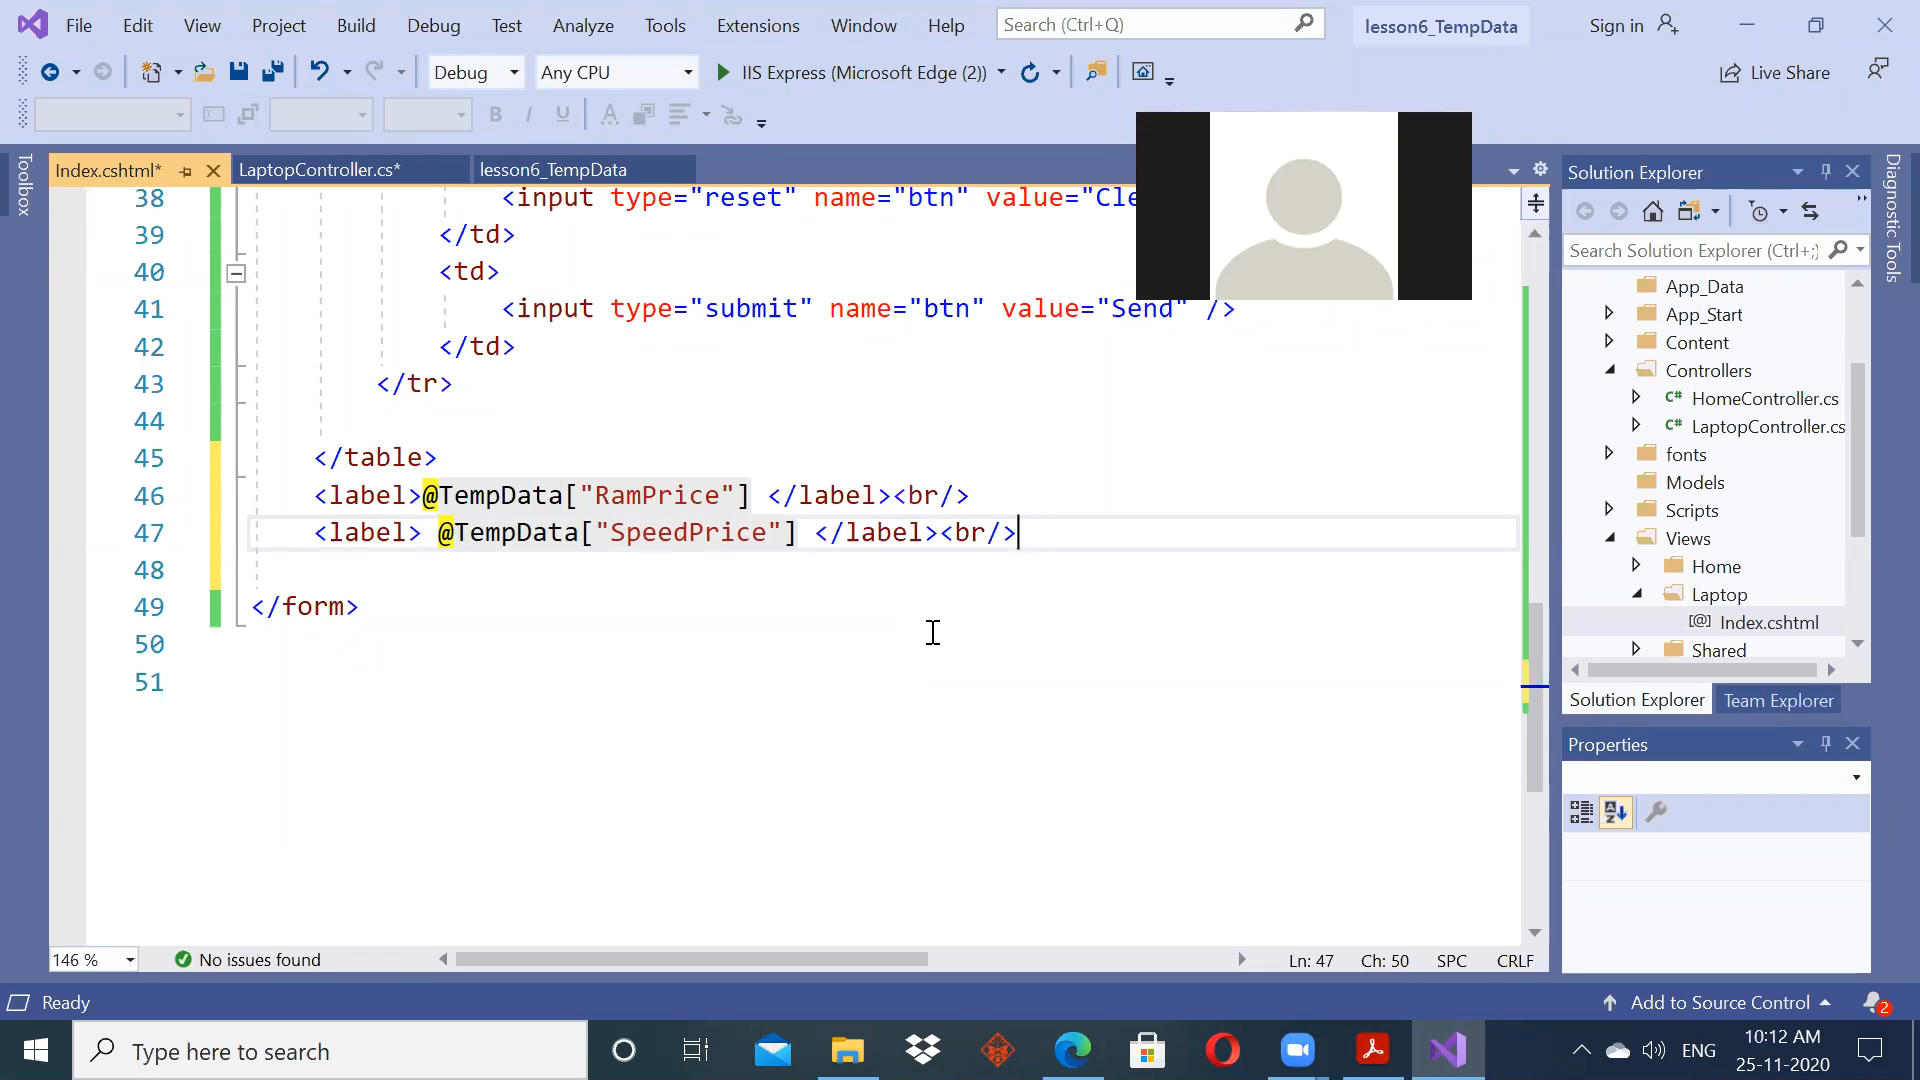 File Edit View Project Build Debug Test Analyze Tools Extensions Window Help Search (Ctrl+Q) lesson6_TempData Sign in
Debug Any CPU IIS Express (Microsoft Edge (2)) Live Share
B I U A
Toolbox
Index.cshtml* LaptopController.cs* lesson6_TempData
38 <input type="reset" name="btn" value="Cle
39 </td>
40 <td>
41 <input type="submit" name="btn" value="Send" />
42 </td>
43 </tr>
44
45 </table>
46 <label>@TempData["RamPrice"] </label><br/>
47 <label> @TempData["SpeedPrice"] </label><br/>
48
49 </form>
50
51
146 % No issues found Ln: 47 Ch: 50 SPC CRLF
Solution Explorer
Search Solution Explorer (Ctrl+;)
App_Data
App_Start
Content
Controllers
C# HomeController.cs
C# LaptopController.cs
fonts
Models
Scripts
Views
Home
Laptop
[@] Index.cshtml
Shared
Solution Explorer Team Explorer
Properties
A
Z
Diagnostic Tools
Ready Add to Source Control 2
Type here to search
ENG 10:12 AM
25-11-2020